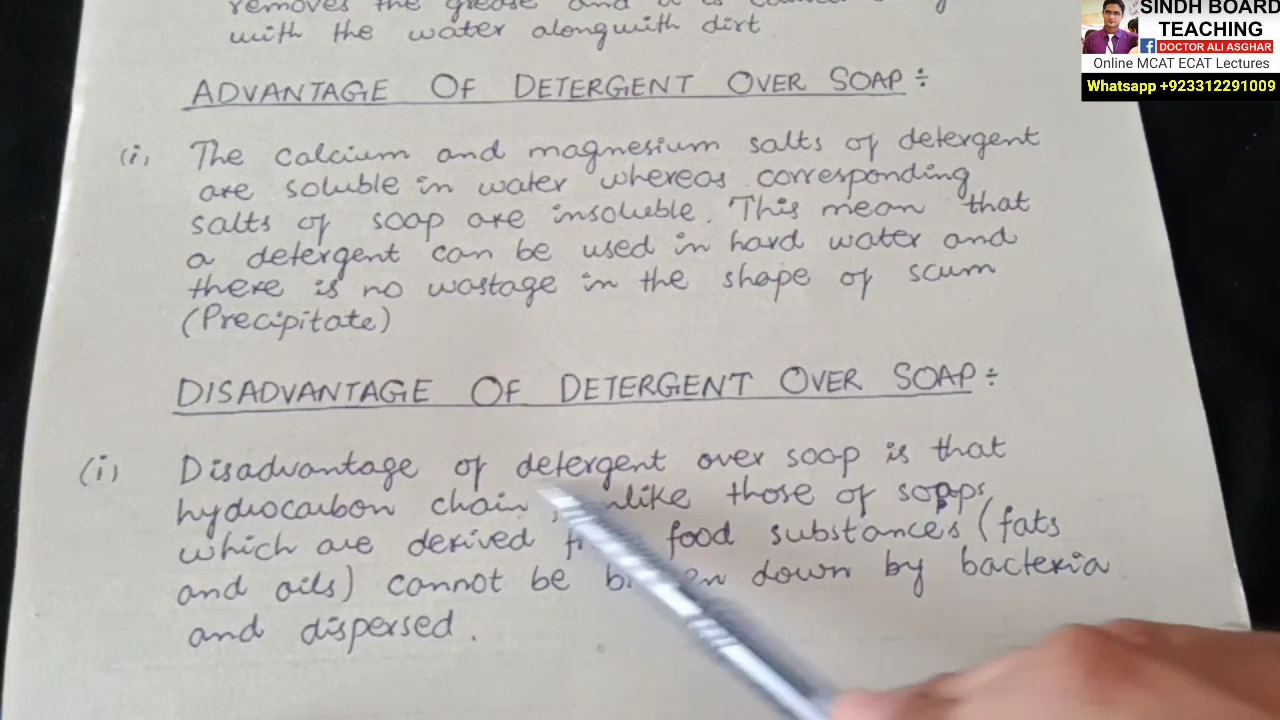 removes the grease and
with the water alongwith dirt
SINDH BOARD
TEACHING
DOCTOR ALI ASGHAR
Online MCAT ECAT Lectures
Whatsapp +923312291009
ADVANTAGE OF DETERGENT OVER SOAP ÷
(i) The calcium and magnesium salts of detergent
are soluble in water whereas corresponding
salts of soap are insoluble. This mean that
a detergent can be used in hard water and
there is no wastage in the shape of scum
(Precipitate)
DISADVANTAGE OF DETERGENT OVER SOAP ÷
(i) Disadvantage of detergent over soap is that
hydrocarbon chain, those of soaps,
which are derived food substances (fats
and oils) cannot be down by bacteria
and dispersed.